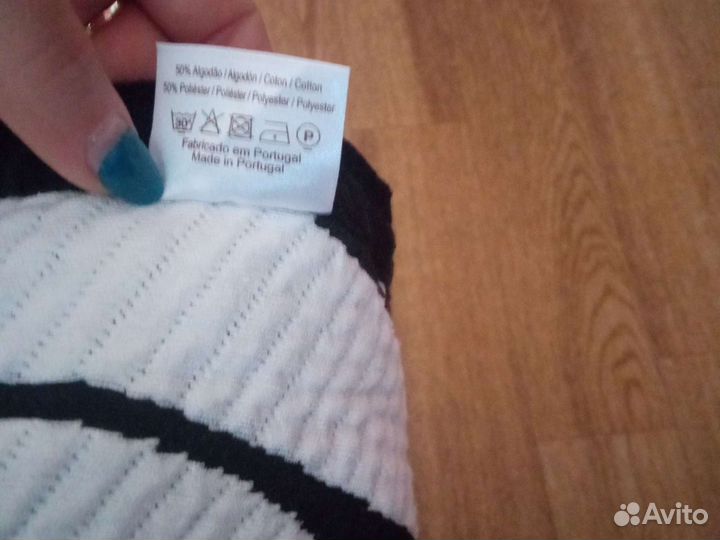 50% Algodão / Algodón / Coton / Cotton
50% Poliéster / Poliéster / Polyester / Polyester
30° P
Fabricado em Portugal
Made in Portugal
Avito